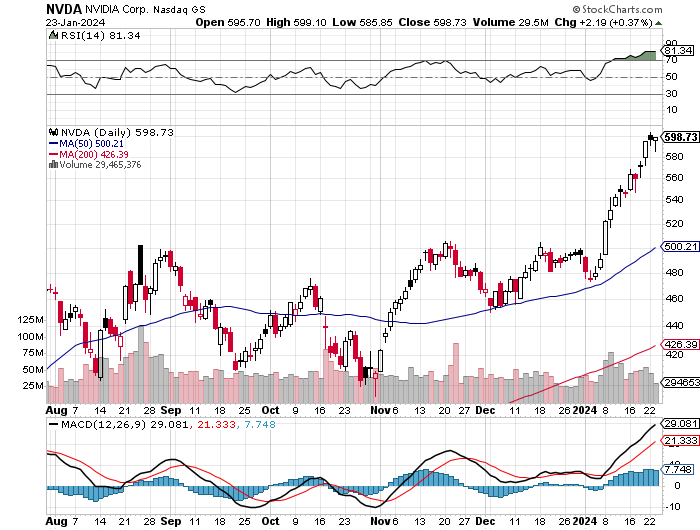 NVDA NVIDIA Corp. Nasdaq GS © StockCharts.com
23-Jan-2024 Open 595.70 High 599.10 Low 585.85 Close 598.73 Volume 29.5M Chg +2.19 (+0.37%)
RSI(14) 81.34
90
81.34
70
50
30
10
NVDA (Daily) 598.73
MA(50) 500.21
MA(200) 426.39
Volume 29,465,376
598.73
580
560
540
520
500.21
480
460
440
426.39
420
294653
125M
100M
75M
50M
25M
Aug 7 14 21 28 Sep 11 18 25 Oct 9 16 23 Nov 6 13 20 27 Dec 11 18 26 2024 8 16 22
MACD(12,26,9) 29.081, 21.333, 7.748
29.081
21.333
10
7.748
0
-10
Aug 7 14 21 28 Sep 11 18 25 Oct 9 16 23 Nov 6 13 20 27 Dec 11 18 26 2024 8 16 22